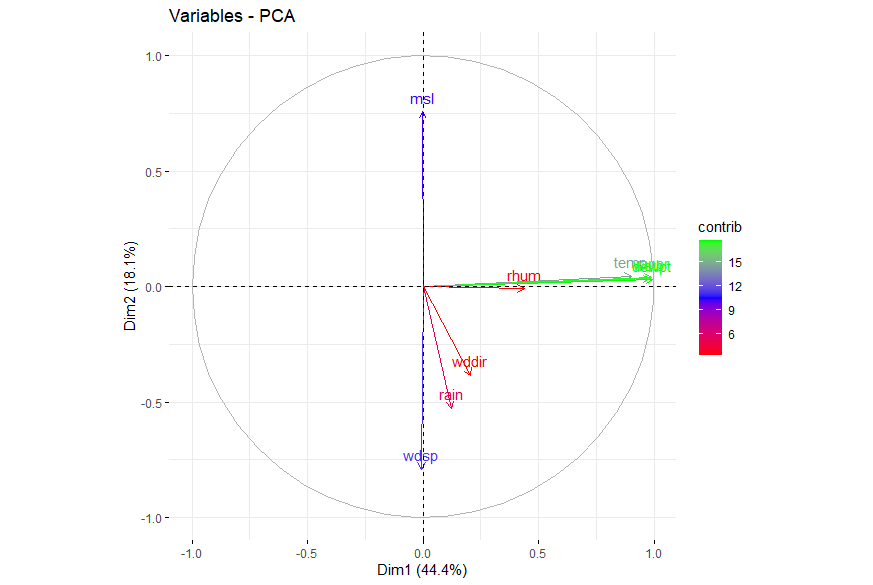 Variables - PCA
1.0
0.5
0.0
-0.5
-1.0
Dim2 (18.1%)
msl
rhum
temp
wddir
rain
wdsp
-1.0
-0.5
0.0
0.5
1.0
Dim1 (44.4%)
contrib
15
12
9
6